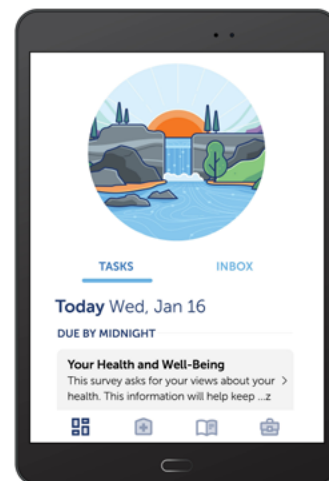 TASKS INBOX
Today Wed, Jan 16
DUE BY MIDNIGHT
Your Health and Well-Being
This survey asks for your views about your
health. This information will help keep ...z